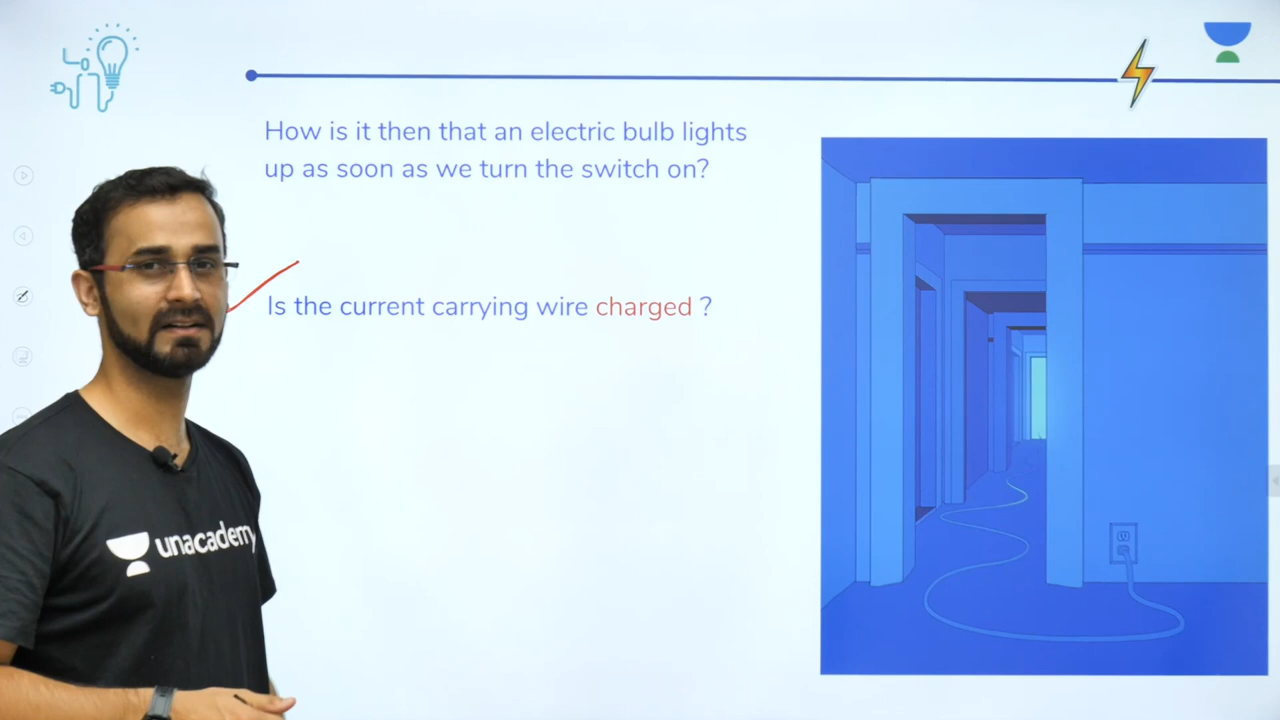 How is it then that an electric bulb lights
up as soon as we turn the switch on?
Is the current carrying wire charged ?
unacademy